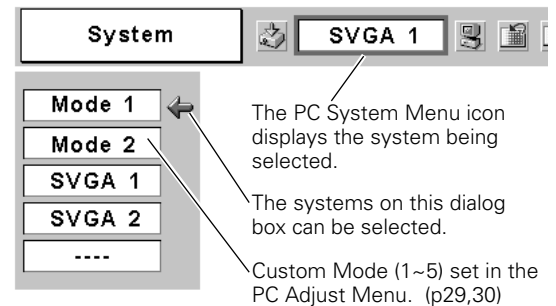 System
SVGA 1
Mode 1
Mode 2
SVGA 1
SVGA 2
----
The PC System Menu icon
displays the system being
selected.
The systems on this dialog
box can be selected.
Custom Mode (1~5) set in the
PC Adjust Menu.  (p29,30)